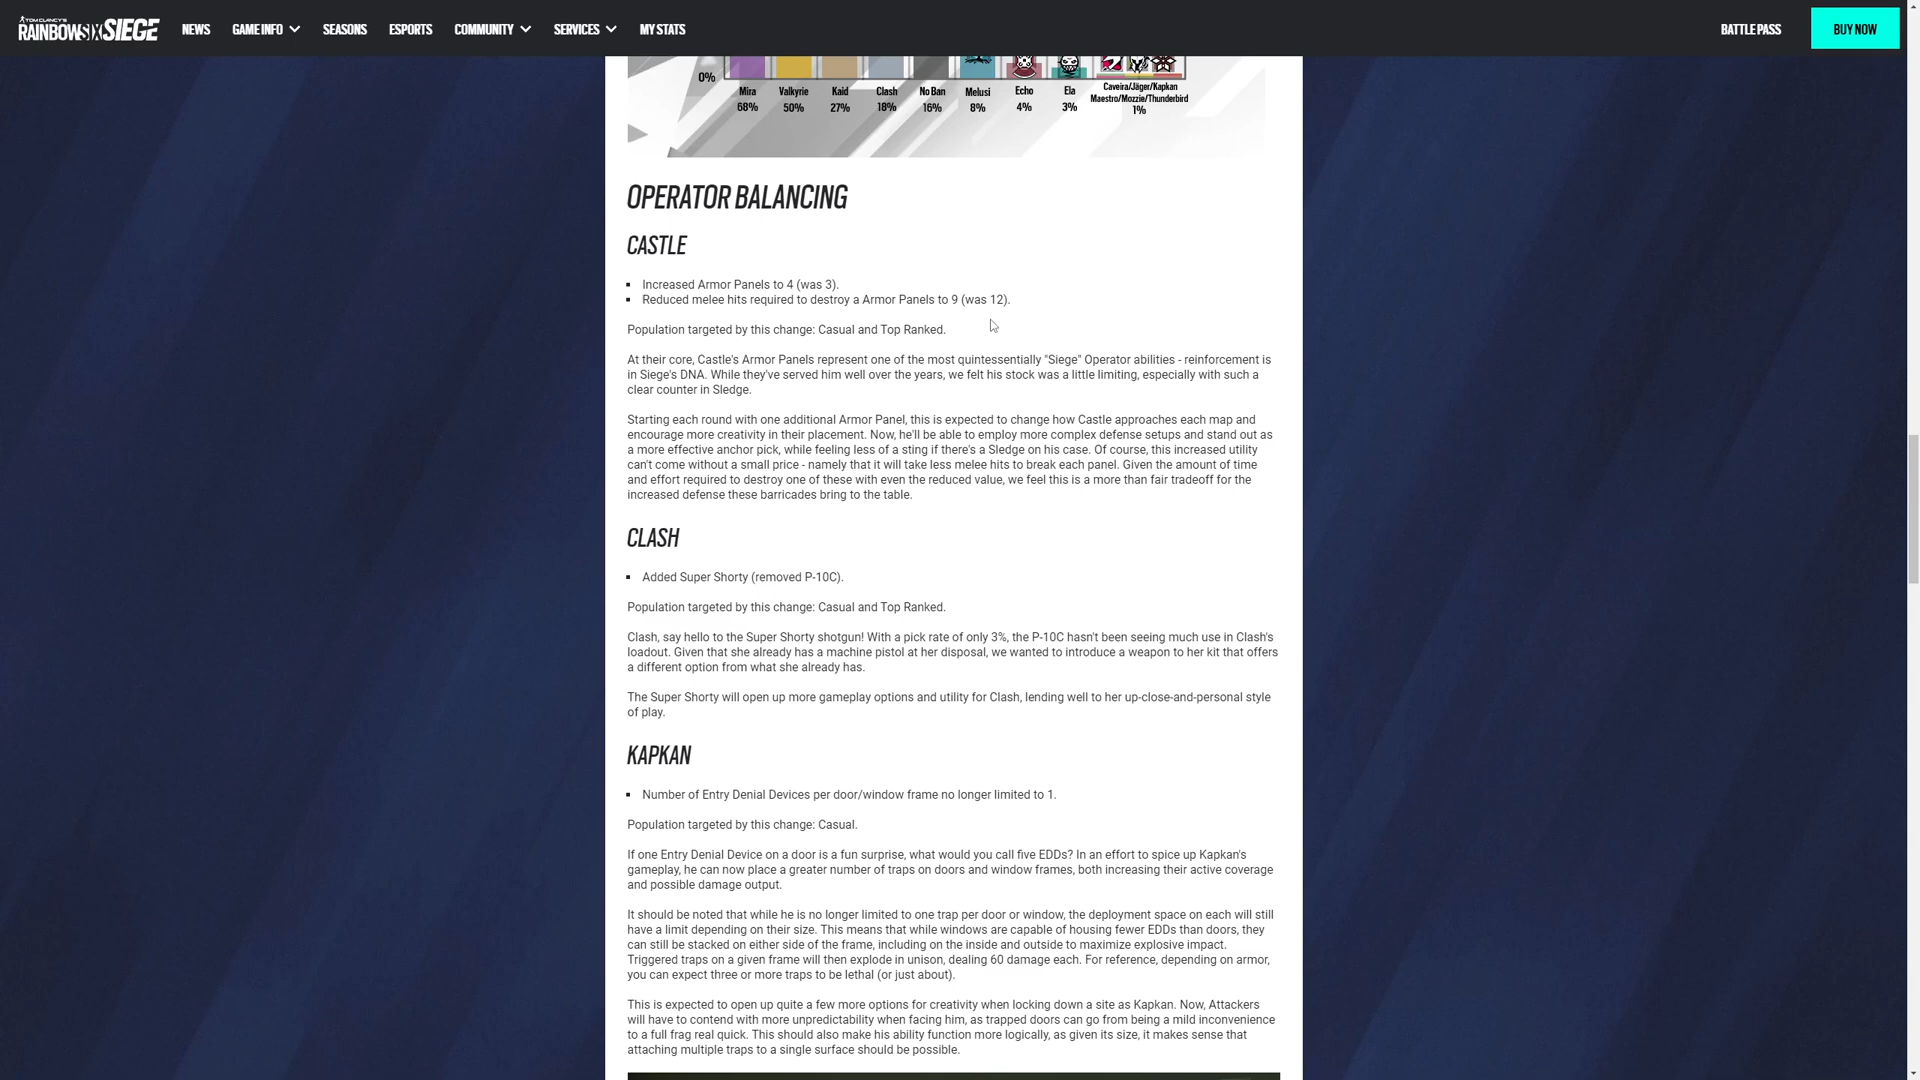 TOM CLANCY'S
RAINBOWSIX SIEGE
NEWS
GAME INFO
SEASONS
ESPORTS
COMMUNITY
SERVICES
MY STATS
BATTLE PASS
BUY NOW
0%
Mira
68%
Valkyrie
50%
Kaid
27%
Clash
18%
No Ban
16%
Melusi
8%
Echo
4%
Ela
3%
Caveira/Jäger/Kapkan
Maestro/Mozzie/Thunderbird
1%
OPERATOR BALANCING
CASTLE
▪ Increased Armor Panels to 4 (was 3).
▪ Reduced melee hits required to destroy a Armor Panels to 9 (was 12).
Population targeted by this change: Casual and Top Ranked.
At their core, Castle's Armor Panels represent one of the most quintessentially "Siege" Operator abilities - reinforcement is
in Siege's DNA. While they've served him well over the years, we felt his stock was a little limiting, especially with such a
clear counter in Sledge.
Starting each round with one additional Armor Panel, this is expected to change how Castle approaches each map and
encourage more creativity in their placement. Now, he'll be able to employ more complex defense setups and stand out as
a more effective anchor pick, while feeling less of a sting if there's a Sledge on his case. Of course, this increased utility
can't come without a small price - namely that it will take less melee hits to break each panel. Given the amount of time
and effort required to destroy one of these with even the reduced value, we feel this is a more than fair tradeoff for the
increased defense these barricades bring to the table.
CLASH
▪ Added Super Shorty (removed P-10C).
Population targeted by this change: Casual and Top Ranked.
Clash, say hello to the Super Shorty shotgun! With a pick rate of only 3%, the P-10C hasn't been seeing much use in Clash's
loadout. Given that she already has a machine pistol at her disposal, we wanted to introduce a weapon to her kit that offers
a different option from what she already has.
The Super Shorty will open up more gameplay options and utility for Clash, lending well to her up-close-and-personal style
of play.
KAPKAN
▪ Number of Entry Denial Devices per door/window frame no longer limited to 1.
Population targeted by this change: Casual.
If one Entry Denial Device on a door is a fun surprise, what would you call five EDDs? In an effort to spice up Kapkan's
gameplay, he can now place a greater number of traps on doors and window frames, both increasing their active coverage
and possible damage output.
It should be noted that while he is no longer limited to one trap per door or window, the deployment space on each will still
have a limit depending on their size. This means that while windows are capable of housing fewer EDDs than doors, they
can still be stacked on either side of the frame, including on the inside and outside to maximize explosive impact.
Triggered traps on a given frame will then explode in unison, dealing 60 damage each. For reference, depending on armor,
you can expect three or more traps to be lethal (or just about).
This is expected to open up quite a few more options for creativity when locking down a site as Kapkan. Now, Attackers
will have to contend with more unpredictability when facing him, as trapped doors can go from being a mild inconvenience
to a full frag real quick. This should also make his ability function more logically, as given its size, it makes sense that
attaching multiple traps to a single surface should be possible.